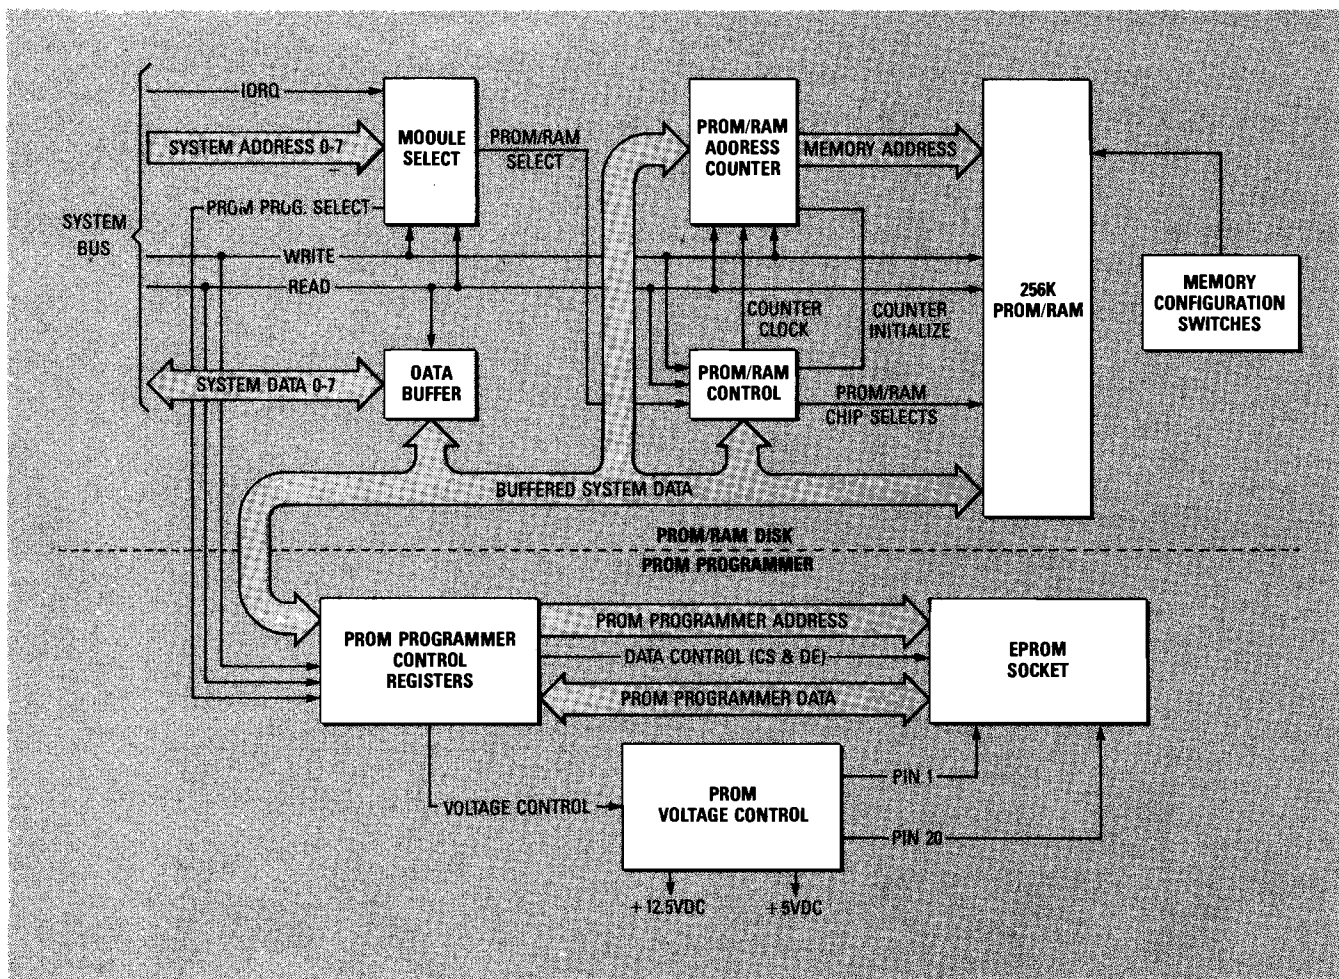 IORQ
SYSTEM ADDRESS 0-7
MODULE
SELECT
PROM/RAM
SELECT
PROM PROG. SELECT
SYSTEM
BUS
WRITE
READ
SYSTEM DATA 0-7
DATA
BUFFER
PROM/RAM
ADDRESS
COUNTER
MEMORY ADDRESS
COUNTER
CLOCK
COUNTER
INITIALIZE
PROM/RAM
CONTROL
PROM/RAM
CHIP SELECTS
256K
PROM/RAM
MEMORY
CONFIGURATION
SWITCHES
BUFFERED SYSTEM DATA
PROM/RAM DISK
PROM PROGRAMMER
PROM PROGRAMMER
CONTROL
REGISTERS
PROM PROGRAMMER ADDRESS
DATA CONTROL (CS & DE)
PROM PROGRAMMER DATA
EPROM
SOCKET
VOLTAGE CONTROL
PROM
VOLTAGE CONTROL
PIN 1
PIN 20
+12.5VDC
+5VDC